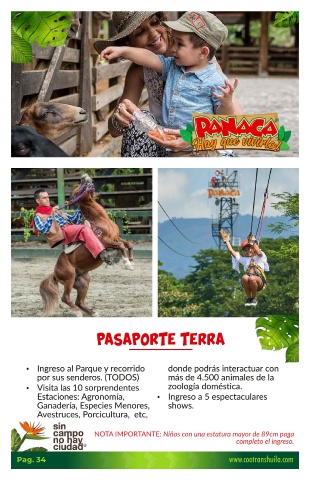 PANACA
Hay que vivirlo!
PANACA
PASAPORTE TERRA
• Ingreso al Parque y recorrido
por sus senderos. (TODOS)
• Visita las 10 sorprendentes
Estaciones: Agronomía,
Ganadería, Especies Menores,
Avestruces, Porcicultura, etc,
donde podrás interactuar con
más de 4.500 animales de la
zoología doméstica.
• Ingreso a 5 espectaculares
shows.
sin
campo
no hay
ciudad
NOTA IMPORTANTE: Niños con una estatura mayor de 89cm paga
completo el ingreso.
Pag. 34
www.cootranshuila.com